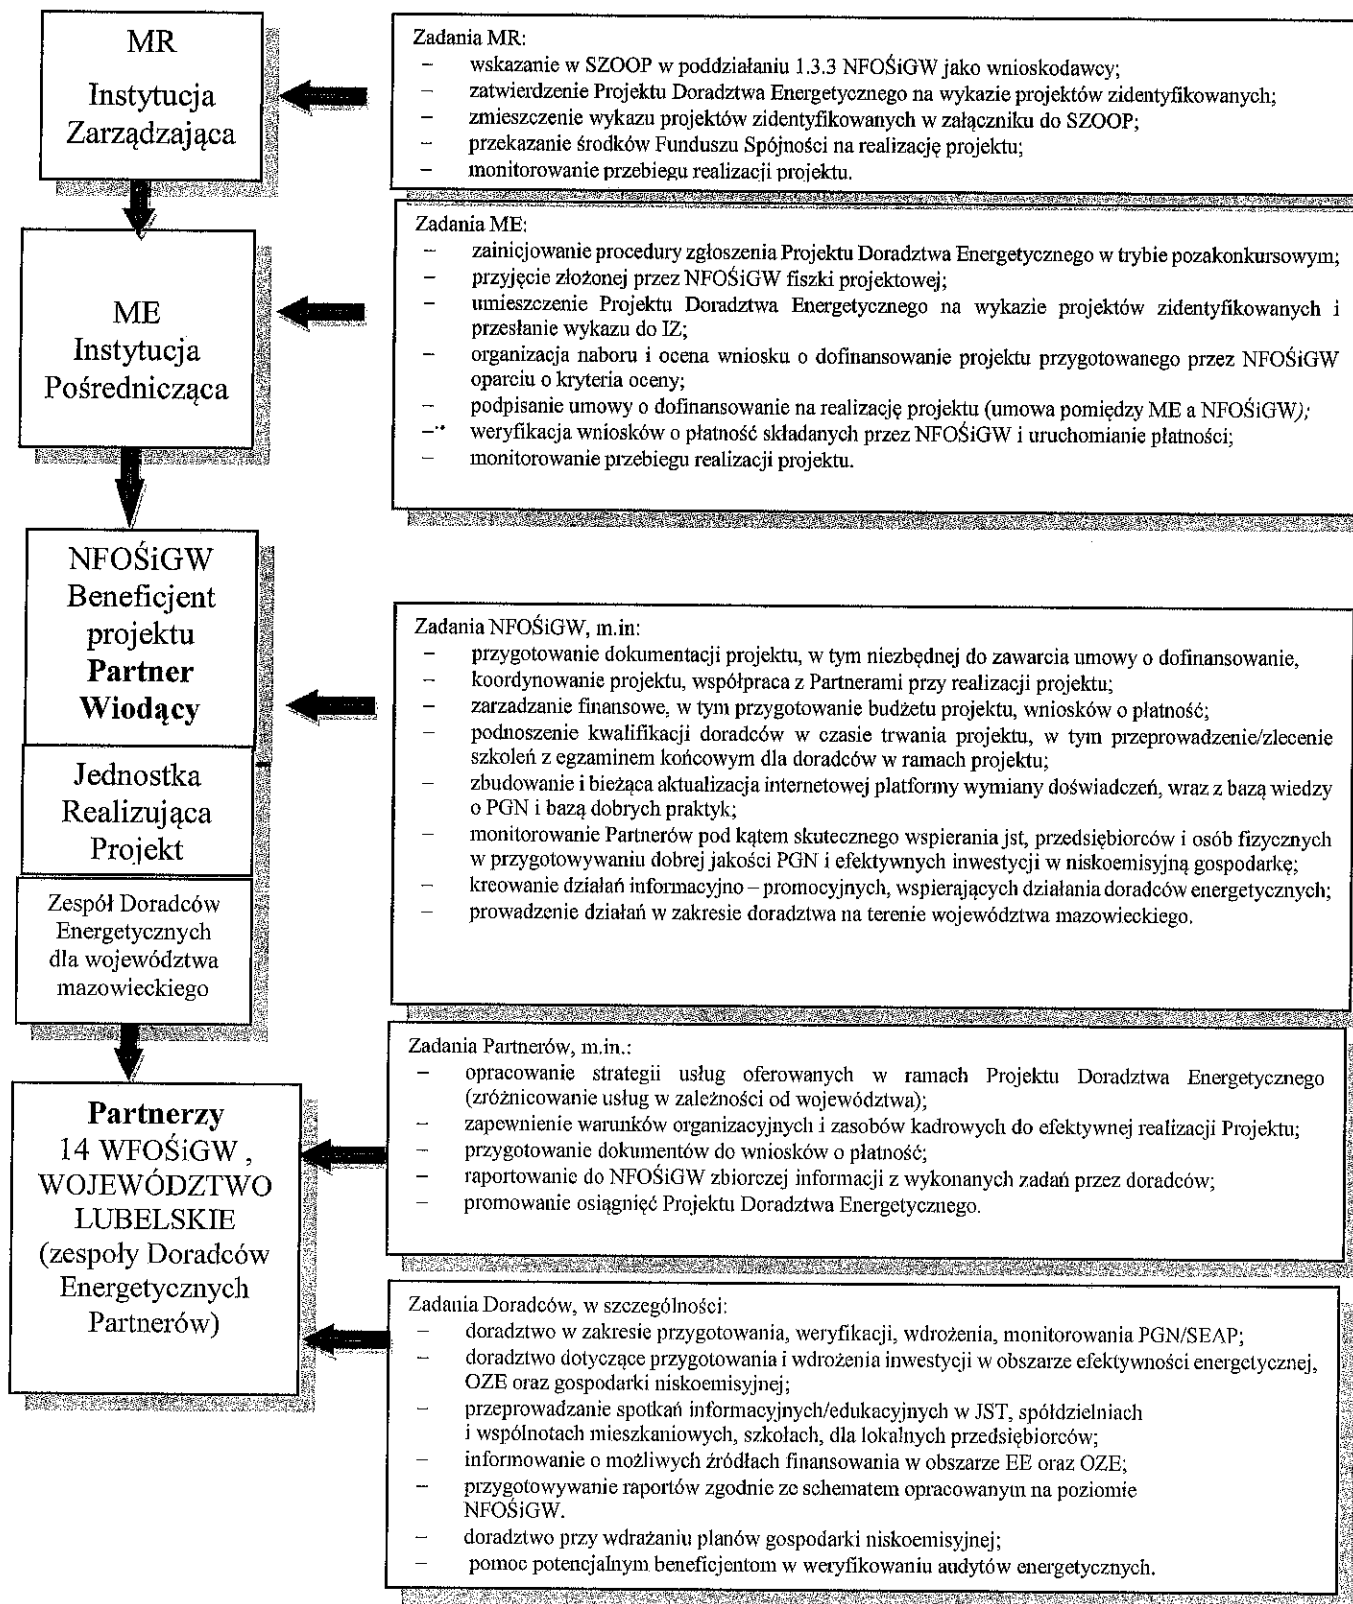 MR
Instytucja
Zarządzająca
Zadania MR:
– wskazanie w SZOOP w poddziałaniu 1.3.3 NFOŚiGW jako wnioskodawcy;
– zatwierdzenie Projektu Doradztwa Energetycznego na wykazie projektów zidentyfikowanych;
– zmieszczenie wykazu projektów zidentyfikowanych w załączniku do SZOOP;
– przekazanie środków Funduszu Spójności na realizację projektu;
– monitorowanie przebiegu realizacji projektu.
ME
Instytucja
Pośrednicząca
Zadania ME:
– zainicjowanie procedury zgłoszenia Projektu Doradztwa Energetycznego w trybie pozakonkursowym;
– przyjęcie złożonej przez NFOŚiGW fiszki projektowej;
– umieszczenie Projektu Doradztwa Energetycznego na wykazie projektów zidentyfikowanych i
przesłanie wykazu do IZ;
– organizacja naboru i ocena wniosku o dofinansowanie projektu przygotowanego przez NFOŚiGW
oparciu o kryteria oceny;
– podpisanie umowy o dofinansowanie na realizację projektu (umowa pomiędzy ME a NFOŚiGW);
– weryfikacja wniosków o płatność składanych przez NFOŚiGW i uruchomianie płatności;
– monitorowanie przebiegu realizacji projektu.
NFOŚiGW
Beneficjent
projektu
Partner
Wiodący
Jednostka
Realizująca
Projekt
Zespół Doradców
Energetycznych
dla województwa
mazowieckiego
Zadania NFOŚiGW, m.in:
– przygotowanie dokumentacji projektu, w tym niezbędnej do zawarcia umowy o dofinansowanie,
– koordynowanie projektu, współpraca z Partnerami przy realizacji projektu;
– zarzadzanie finansowe, w tym przygotowanie budżetu projektu, wniosków o płatność;
– podnoszenie kwalifikacji doradców w czasie trwania projektu, w tym przeprowadzenie/zlecenie
szkoleń z egzaminem końcowym dla doradców w ramach projektu;
– zbudowanie i bieżąca aktualizacja internetowej platformy wymiany doświadczeń, wraz z bazą wiedzy
o PGN i bazą dobrych praktyk;
– monitorowanie Partnerów pod kątem skutecznego wspierania jst, przedsiębiorców i osób fizycznych
w przygotowywaniu dobrej jakości PGN i efektywnych inwestycji w niskoemisyjną gospodarkę;
– kreowanie działań informacyjno – promocyjnych, wspierających działania doradców energetycznych;
– prowadzenie działań w zakresie doradztwa na terenie województwa mazowieckiego.
Partnerzy
14 WFOŚiGW ,
WOJEWÓDZTWO
LUBELSKIE
(zespoły Doradców
Energetycznych
Partnerów)
Zadania Partnerów, m.in.:
– opracowanie strategii usług oferowanych w ramach Projektu Doradztwa Energetycznego
(zróżnicowanie usług w zależności od województwa);
– zapewnienie warunków organizacyjnych i zasobów kadrowych do efektywnej realizacji Projektu;
– przygotowanie dokumentów do wniosków o płatność;
– raportowanie do NFOŚiGW zbiorczej informacji z wykonanych zadań przez doradców;
– promowanie osiągnięć Projektu Doradztwa Energetycznego.
Zadania Doradców, w szczególności:
– doradztwo w zakresie przygotowania, weryfikacji, wdrożenia, monitorowania PGN/SEAP;
– doradztwo dotyczące przygotowania i wdrożenia inwestycji w obszarze efektywności energetycznej,
OZE oraz gospodarki niskoemisyjnej;
– przeprowadzanie spotkań informacyjnych/edukacyjnych w JST, spółdzielniach
i wspólnotach mieszkaniowych, szkołach, dla lokalnych przedsiębiorców;
– informowanie o możliwych źródłach finansowania w obszarze EE oraz OZE;
– przygotowywanie raportów zgodnie ze schematem opracowanym na poziomie
NFOŚiGW.
– doradztwo przy wdrażaniu planów gospodarki niskoemisyjnej;
– pomoc potencjalnym beneficjentom w weryfikowaniu audytów energetycznych.